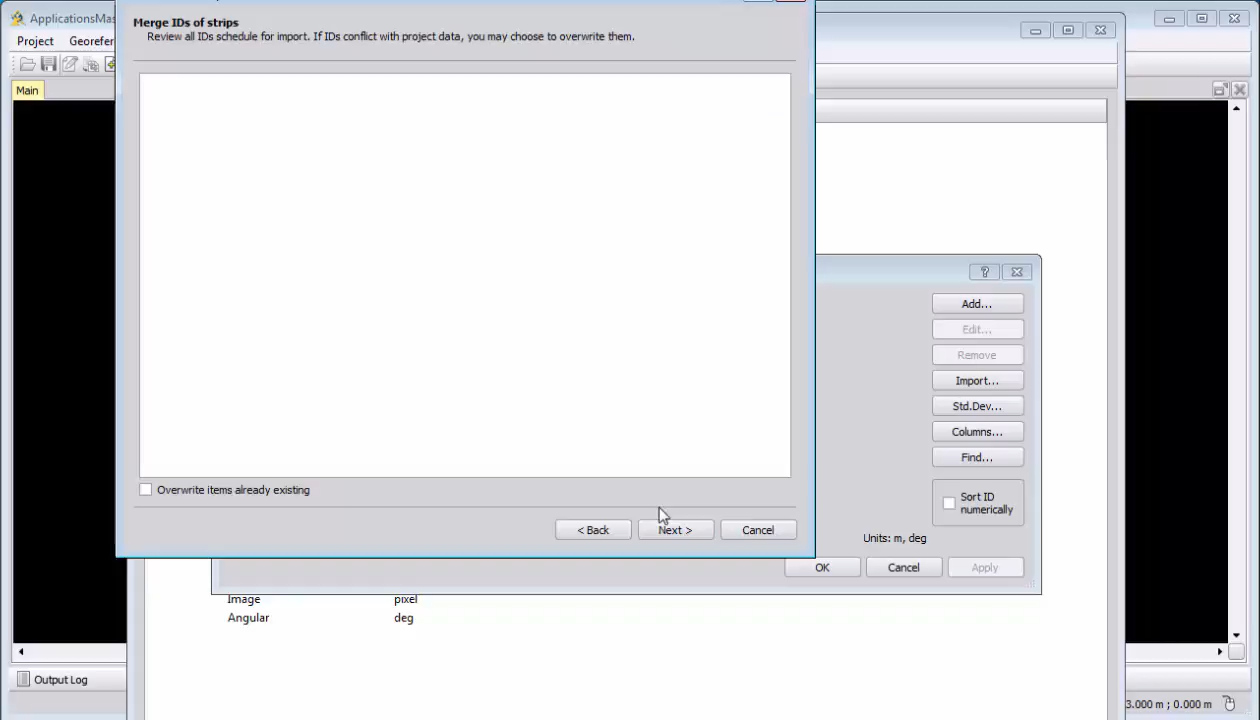 ApplicationsMas
Project Georefer
Main
Merge IDs of strips
Review all IDs schedule for import. If IDs conflict with project data, you may choose to overwrite them.
Overwrite items already existing
< Back
Next >
Cancel
?
Add...
Edit...
Remove
Import...
Std.Dev...
Columns...
Find...
Sort ID
numerically
Units: m, deg
OK
Cancel
Apply
Image pixel
Angular deg
Output Log
3.000 m ; 0.000 m